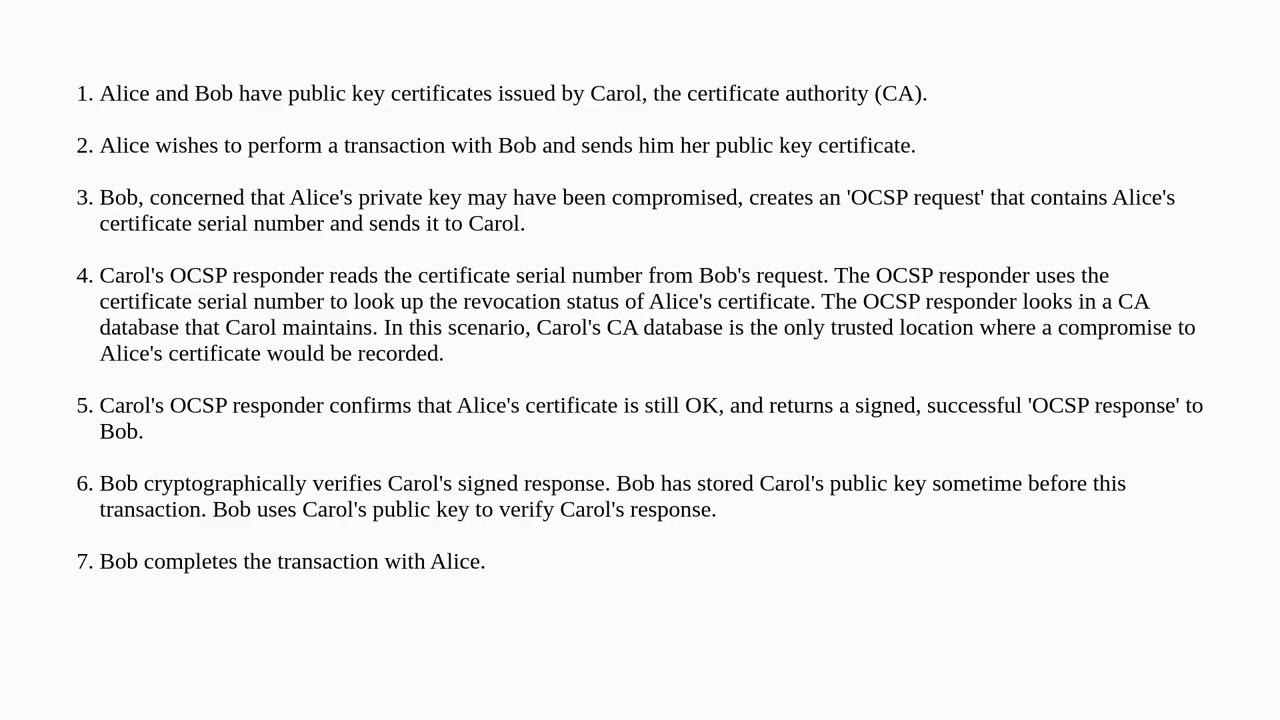 1. Alice and Bob have public key certificates issued by Carol, the certificate authority (CA).
2. Alice wishes to perform a transaction with Bob and sends him her public key certificate.
3. Bob, concerned that Alice's private key may have been compromised, creates an 'OCSP request' that contains Alice's
certificate serial number and sends it to Carol.
4. Carol's OCSP responder reads the certificate serial number from Bob's request. The OCSP responder uses the
certificate serial number to look up the revocation status of Alice's certificate. The OCSP responder looks in a CA
database that Carol maintains. In this scenario, Carol's CA database is the only trusted location where a compromise to
Alice's certificate would be recorded.
5. Carol's OCSP responder confirms that Alice's certificate is still OK, and returns a signed, successful 'OCSP response' to
Bob.
6. Bob cryptographically verifies Carol's signed response. Bob has stored Carol's public key sometime before this
transaction. Bob uses Carol's public key to verify Carol's response.
7. Bob completes the transaction with Alice.